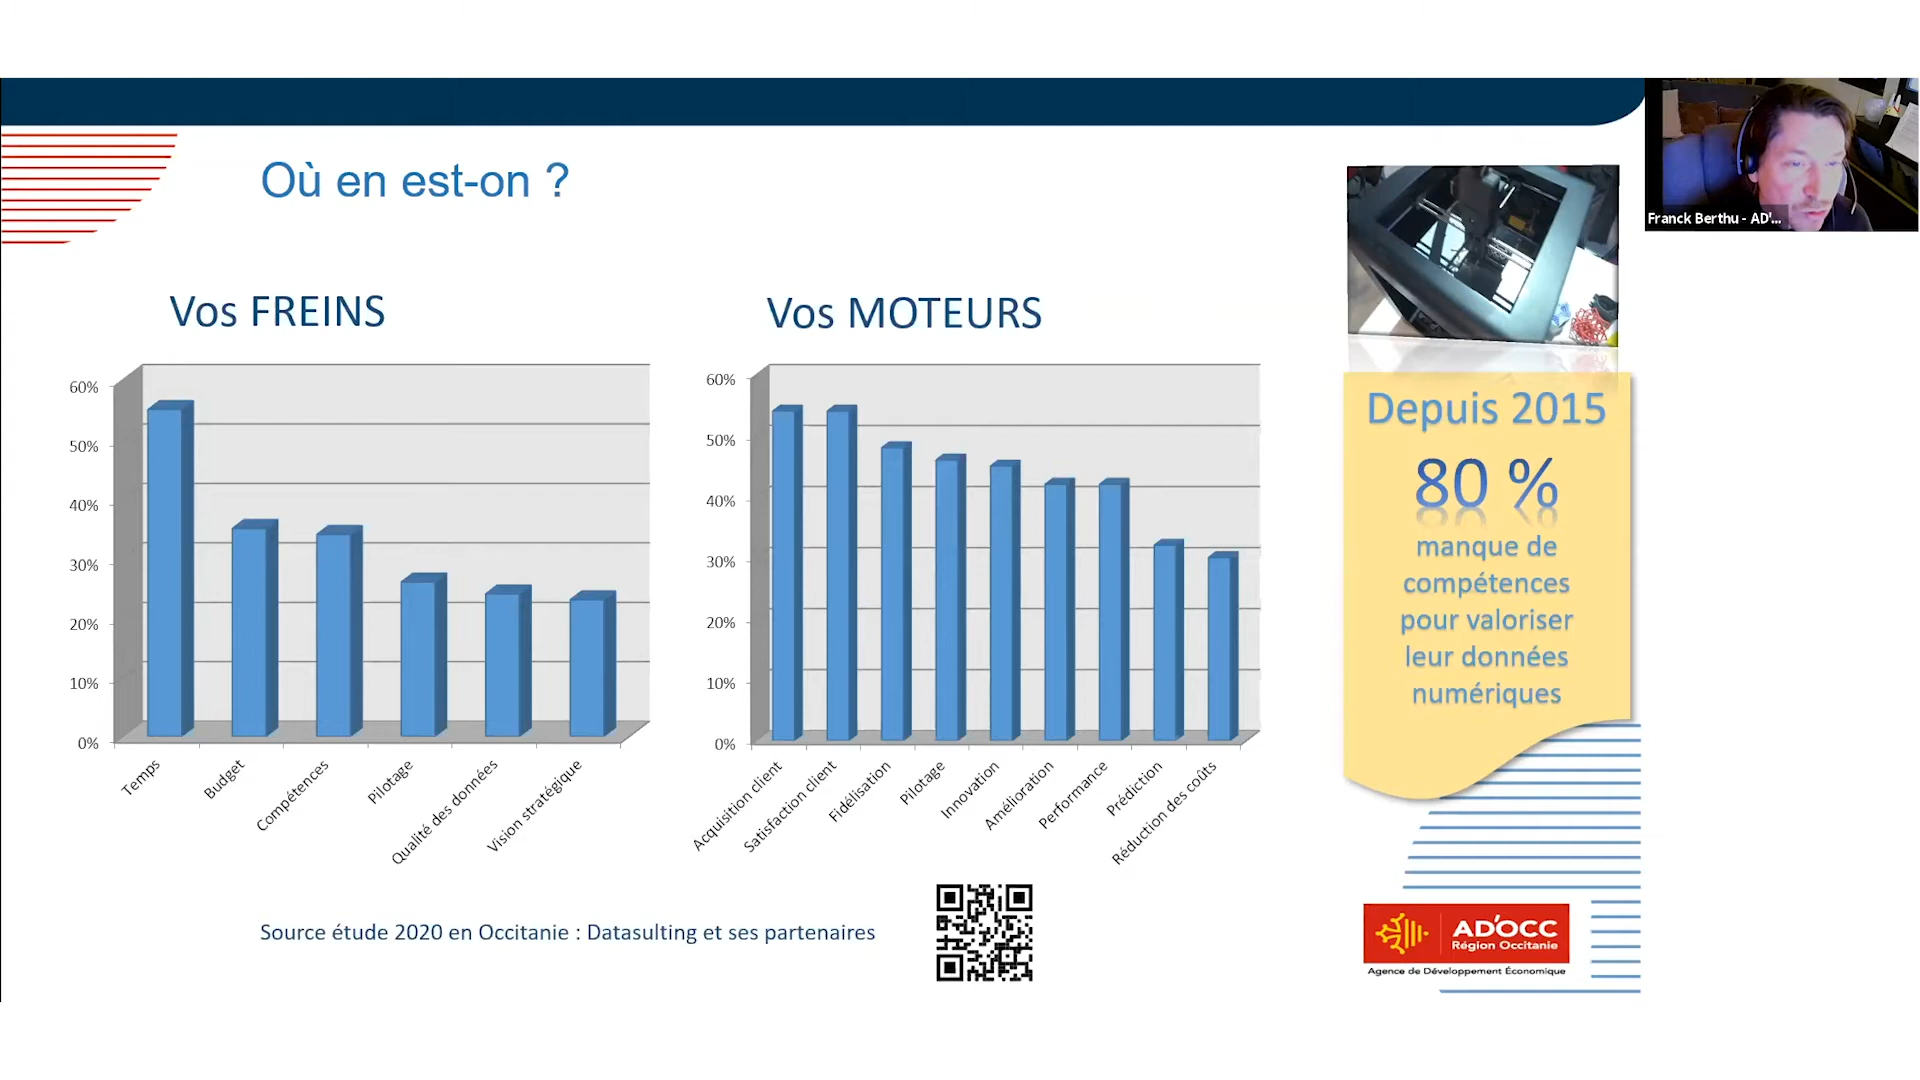 Où en est-on ?
Franck Berthu - AD'...
Vos FREINS
60%
50%
40%
30%
20%
10%
0%
Temps
Budget
Compétences
Pilotage
Qualité des données
Vision stratégique
Vos MOTEURS
60%
50%
40%
30%
20%
10%
0%
Acquisition client
Satisfaction client
Fidélisation
Pilotage
Innovation
Amélioration
Performance
Prédiction
Réduction des coûts
Depuis 2015
80 %
manque de
compétences
pour valoriser
leur données
numériques
Source étude 2020 en Occitanie : Datasulting et ses partenaires
AD'OCC
Région Occitanie
Agence de Développement Économique